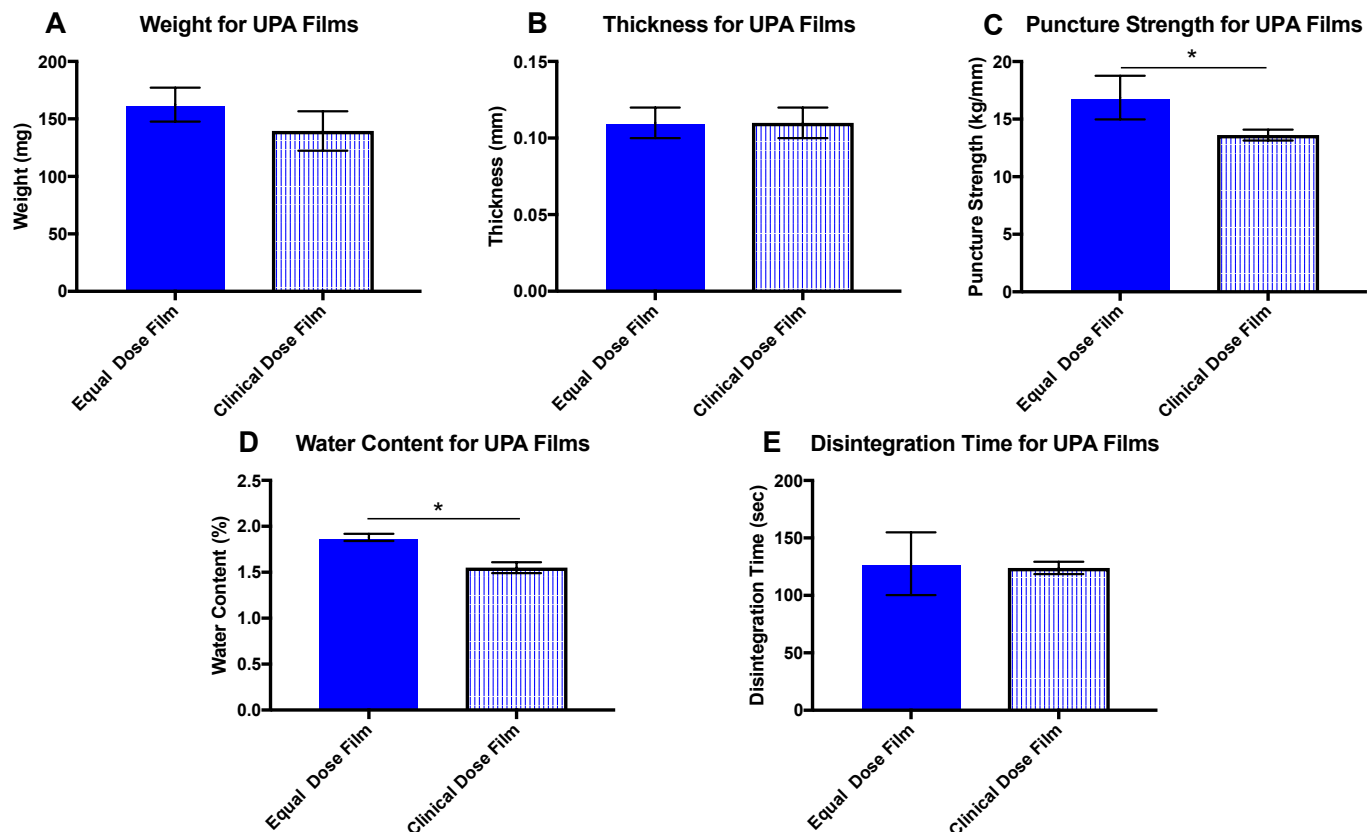 A
Weight for UPA Films
Weight (mg)
200
150
100
50
0
Equal Dose Film
Clinical Dose Film
B
Thickness for UPA Films
Thickness (mm)
0.15
0.10
0.05
0.00
Equal Dose Film
Clinical Dose Film
C
Puncture Strength for UPA Films
Puncture Strength (kg/mm)
20
15
10
5
0
*
Equal Dose Film
Clinical Dose Film
D
Water Content for UPA Films
Water Content (%)
2.5
2.0
1.5
1.0
0.5
0.0
*
Equal Dose Film
Clinical Dose Film
E
Disintegration Time for UPA Films
Disintegration Time (sec)
200
150
100
50
0
Equal Dose Film
Clinical Dose Film